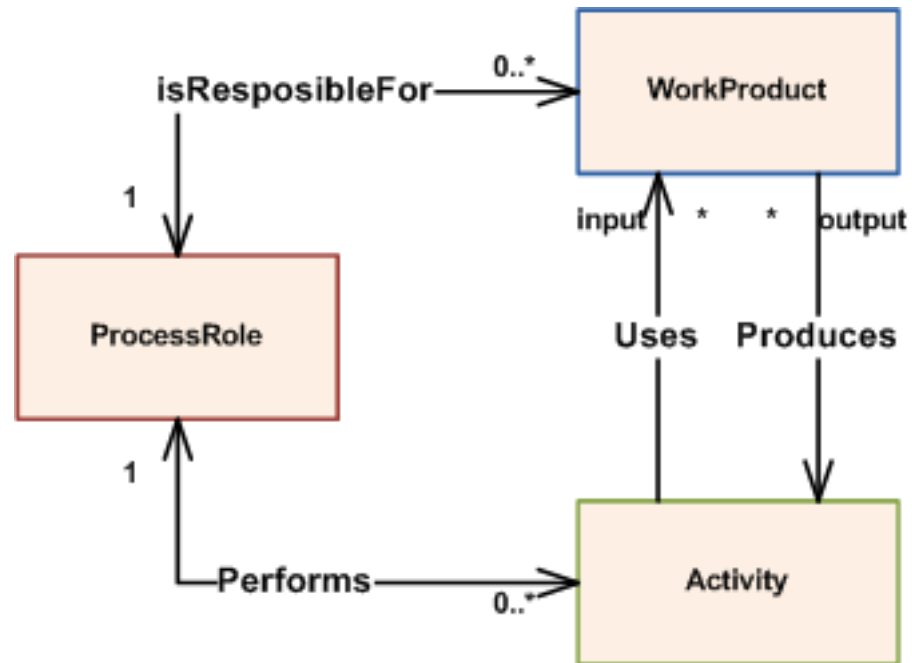 0..*
isResposibleFor
WorkProduct
1
input
*
*
output
ProcessRole
Uses
Produces
1
Performs
0..*
Activity